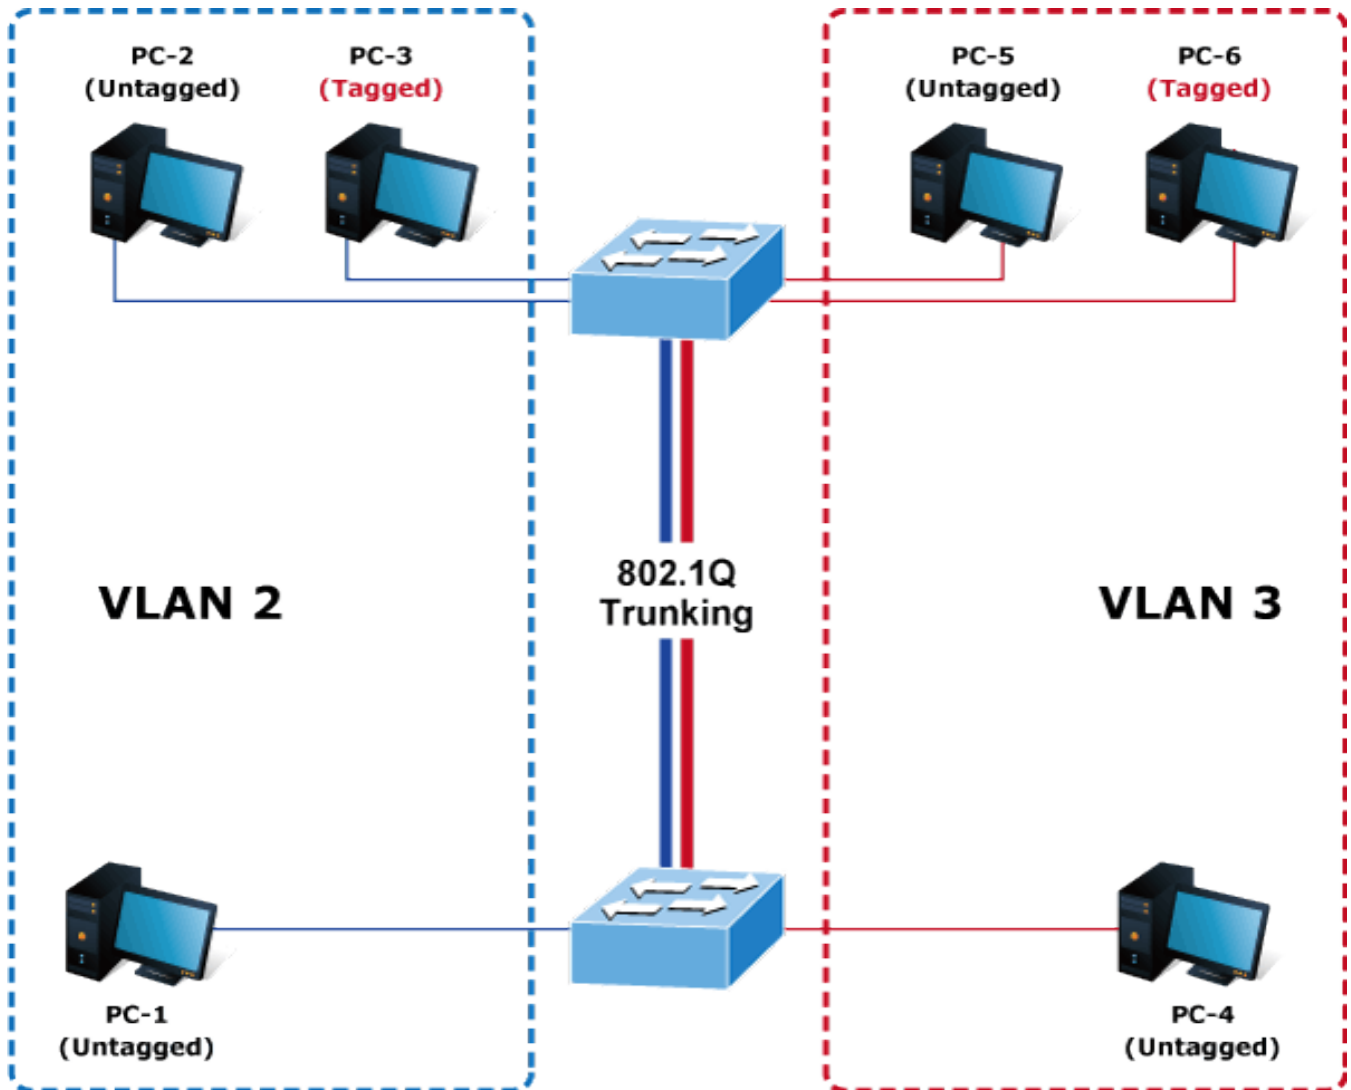 PC-2
(Untagged)
PC-3
(Tagged)
PC-5
(Untagged)
PC-6
(Tagged)
802.1Q
Trunking
VLAN 2
VLAN 3
PC-1
(Untagged)
PC-4
(Untagged)